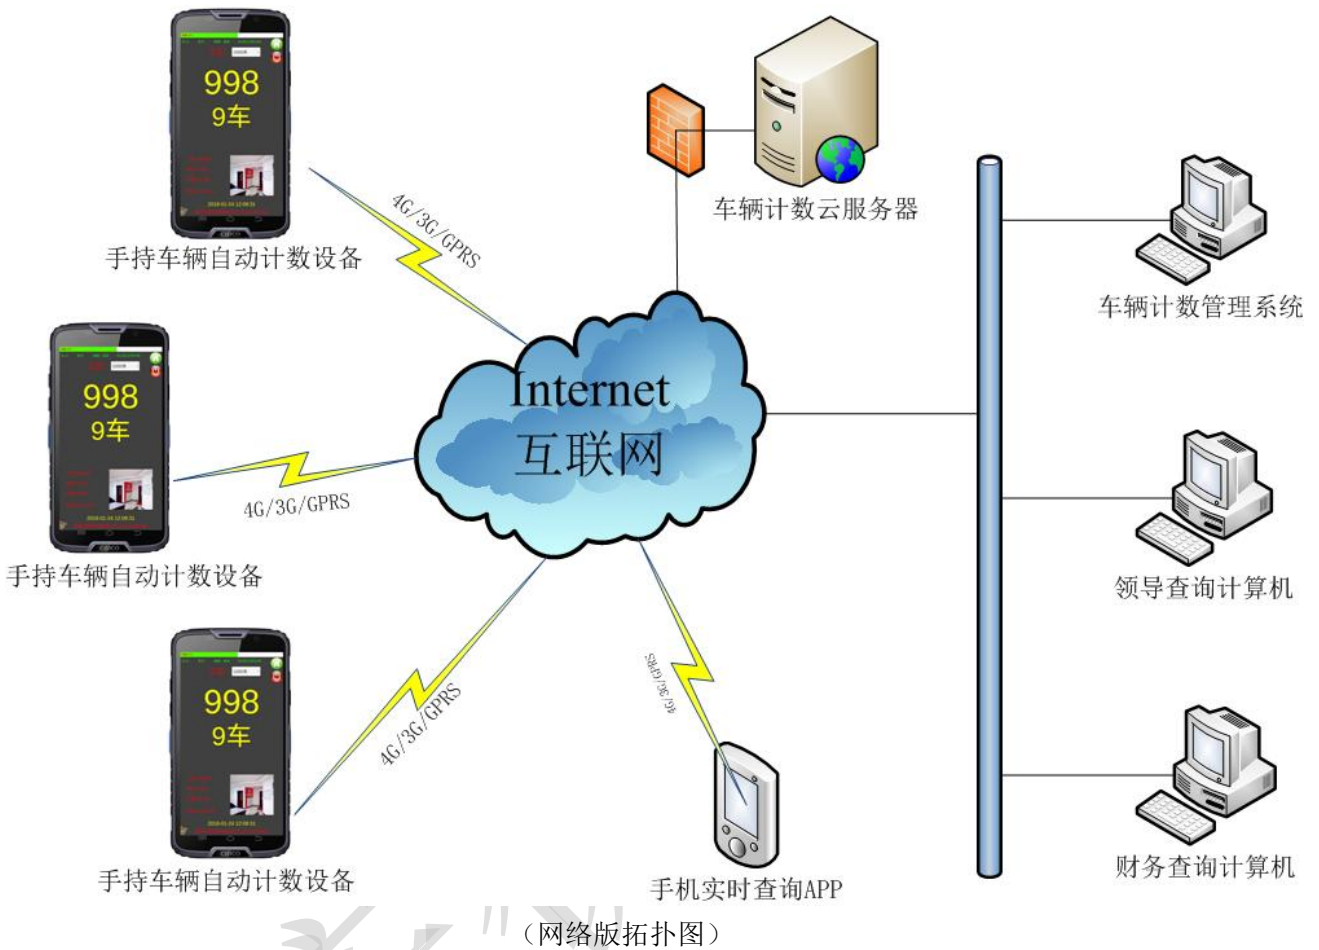 998
9车
手持车辆自动计数设备
4G/3G/GPRS
车辆计数云服务器
车辆计数管理系统
998
9车
手持车辆自动计数设备
4G/3G/GPRS
Internet
互联网
领导查询计算机
998
9车
手持车辆自动计数设备
4G/3G/GPRS
4G/3G/GPRS
手机实时查询APP
财务查询计算机
（网络版拓扑图）